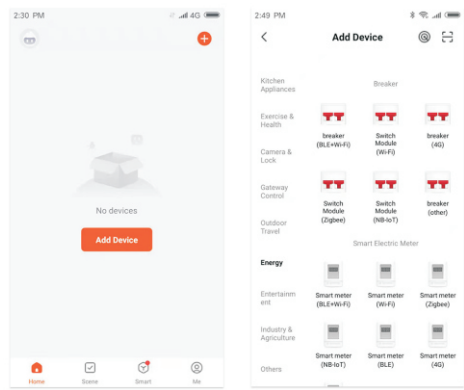 2:30 PM
4G
No devices
Add Device
Home
Scene
Smart
Me
2:49 PM
Add Device
Kitchen
Appliances
Exercise &
Health
Camera &
Lock
Gateway
Control
Outdoor
Travel
Energy
Entertainm
ent
Industry &
Agriculture
Others
Breaker
breaker
(BLE+Wi-Fi)
Switch
Module
(Wi-Fi)
breaker
(4G)
Switch
Module
(Zigbee)
Switch
Module
(NB-IoT)
breaker
(other)
Smart Electric Meter
Smart meter
(BLE+WiFi)
Smart meter
(Wi-Fi)
Smart meter
(Zigbee)
Smart meter
(NB-IoT)
Smart meter
(BLE)
Smart meter
(4G)